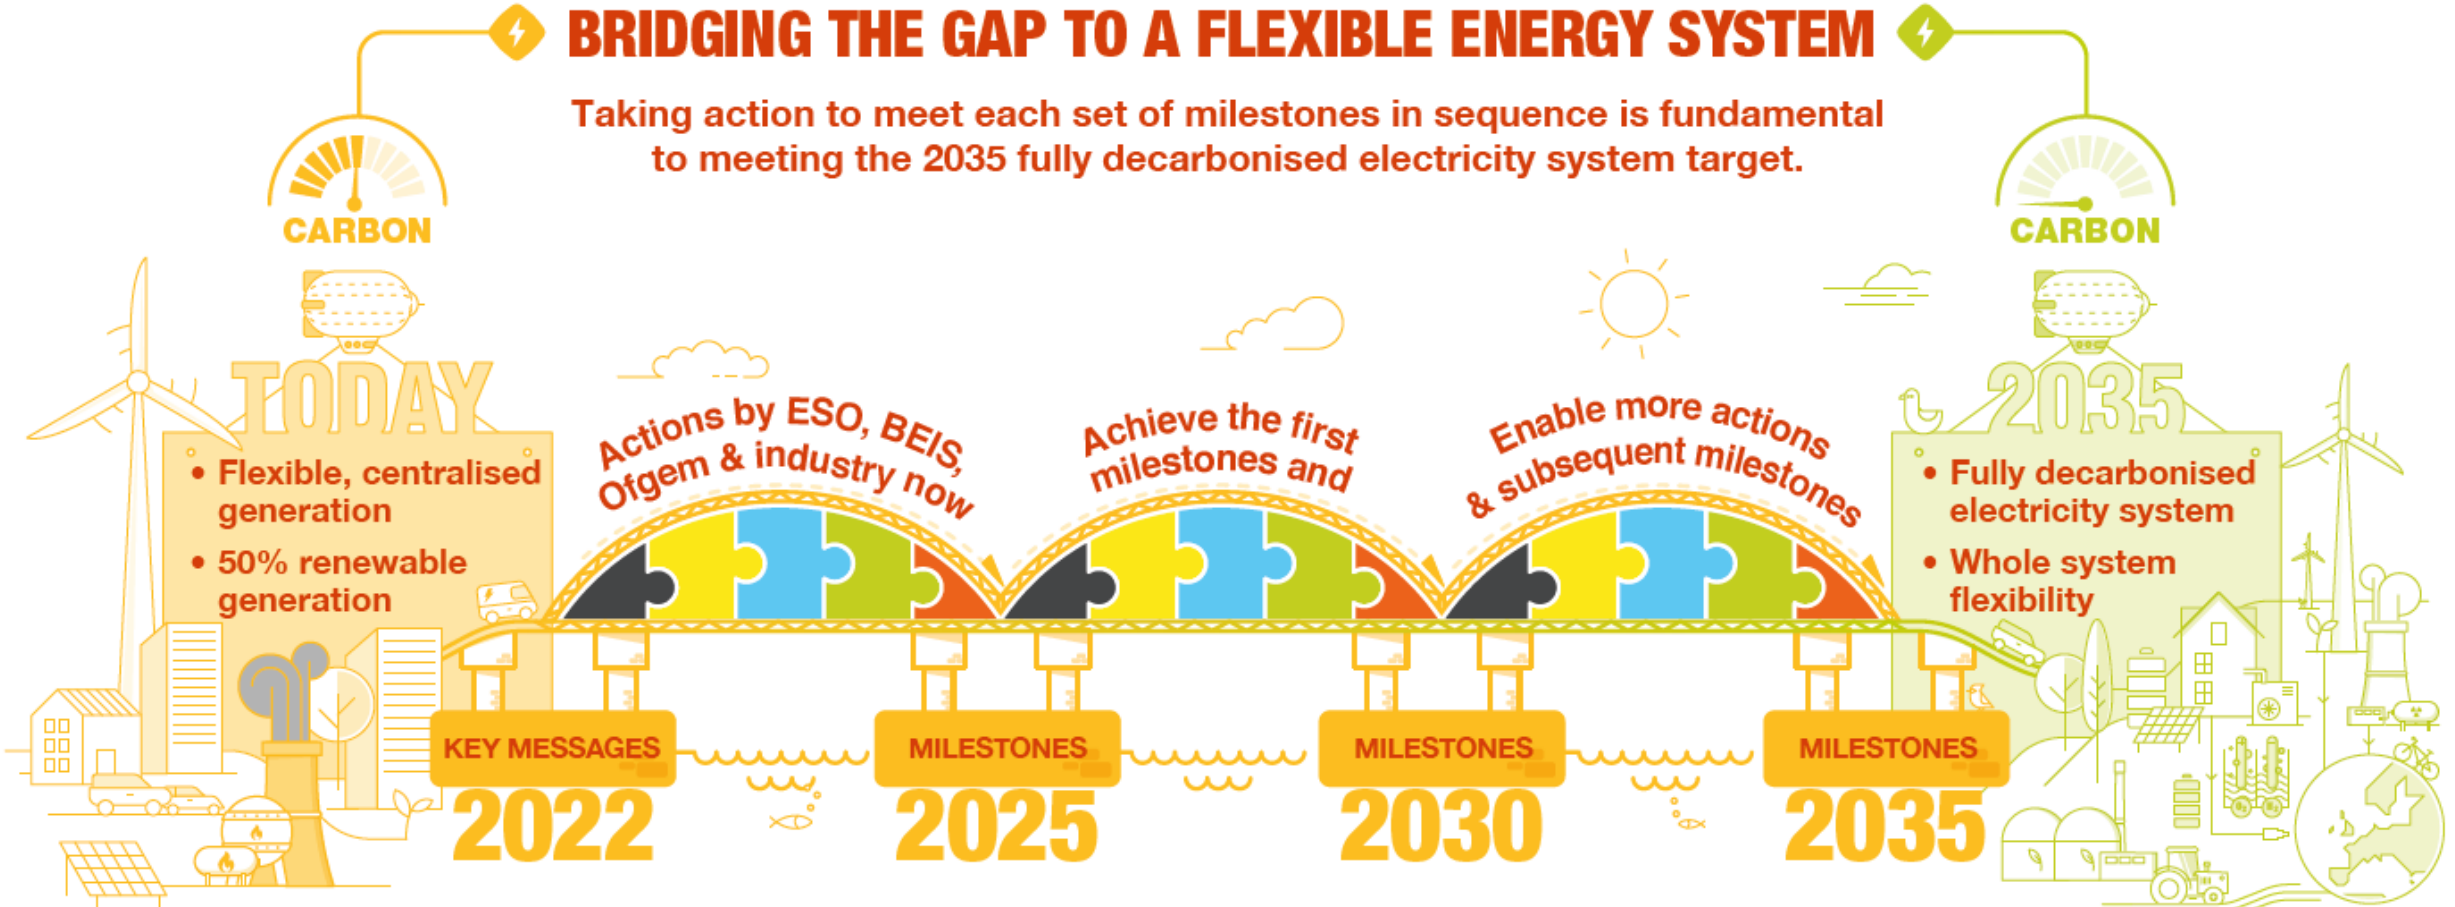 BRIDGING THE GAP TO A FLEXIBLE ENERGY SYSTEM
Taking action to meet each set of milestones in sequence is fundamental
to meeting the 2035 fully decarbonised electricity system target.
CARBON
CARBON
TODAY
• Flexible, centralised
generation
• 50% renewable
generation
Actions by ESO, BEIS,
Ofgem & industry now
Achieve the first
milestones and
Enable more actions
& subsequent milestones
2035
• Fully decarbonised
electricity system
• Whole system
flexibility
KEY MESSAGES
2022
MILESTONES
2025
MILESTONES
2030
MILESTONES
2035